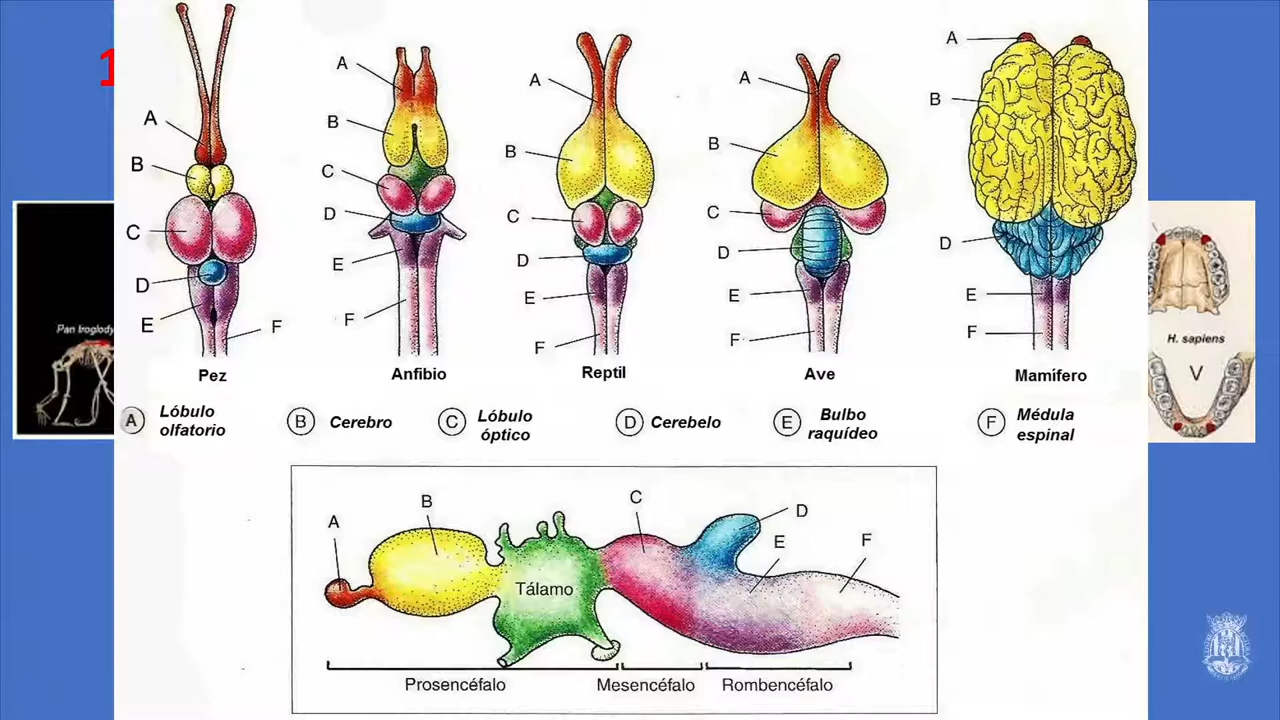 1
A
B
C
D
E
F
Pez
A
B
C
D
E
F
Anfibio
A
B
C
D
E
F
Reptil
A
B
C
D
E
F
Ave
A
B
D
E
F
Mamífero
A Lóbulo
olfatorio
B Cerebro
C Lóbulo
óptico
D Cerebelo
E Bulbo
raquídeo
F Médula
espinal
Pan troglody
H. sapiens
V
A
B
Tálamo
C
D
E
F
Prosencéfalo
Mesencéfalo
Rombencéfalo